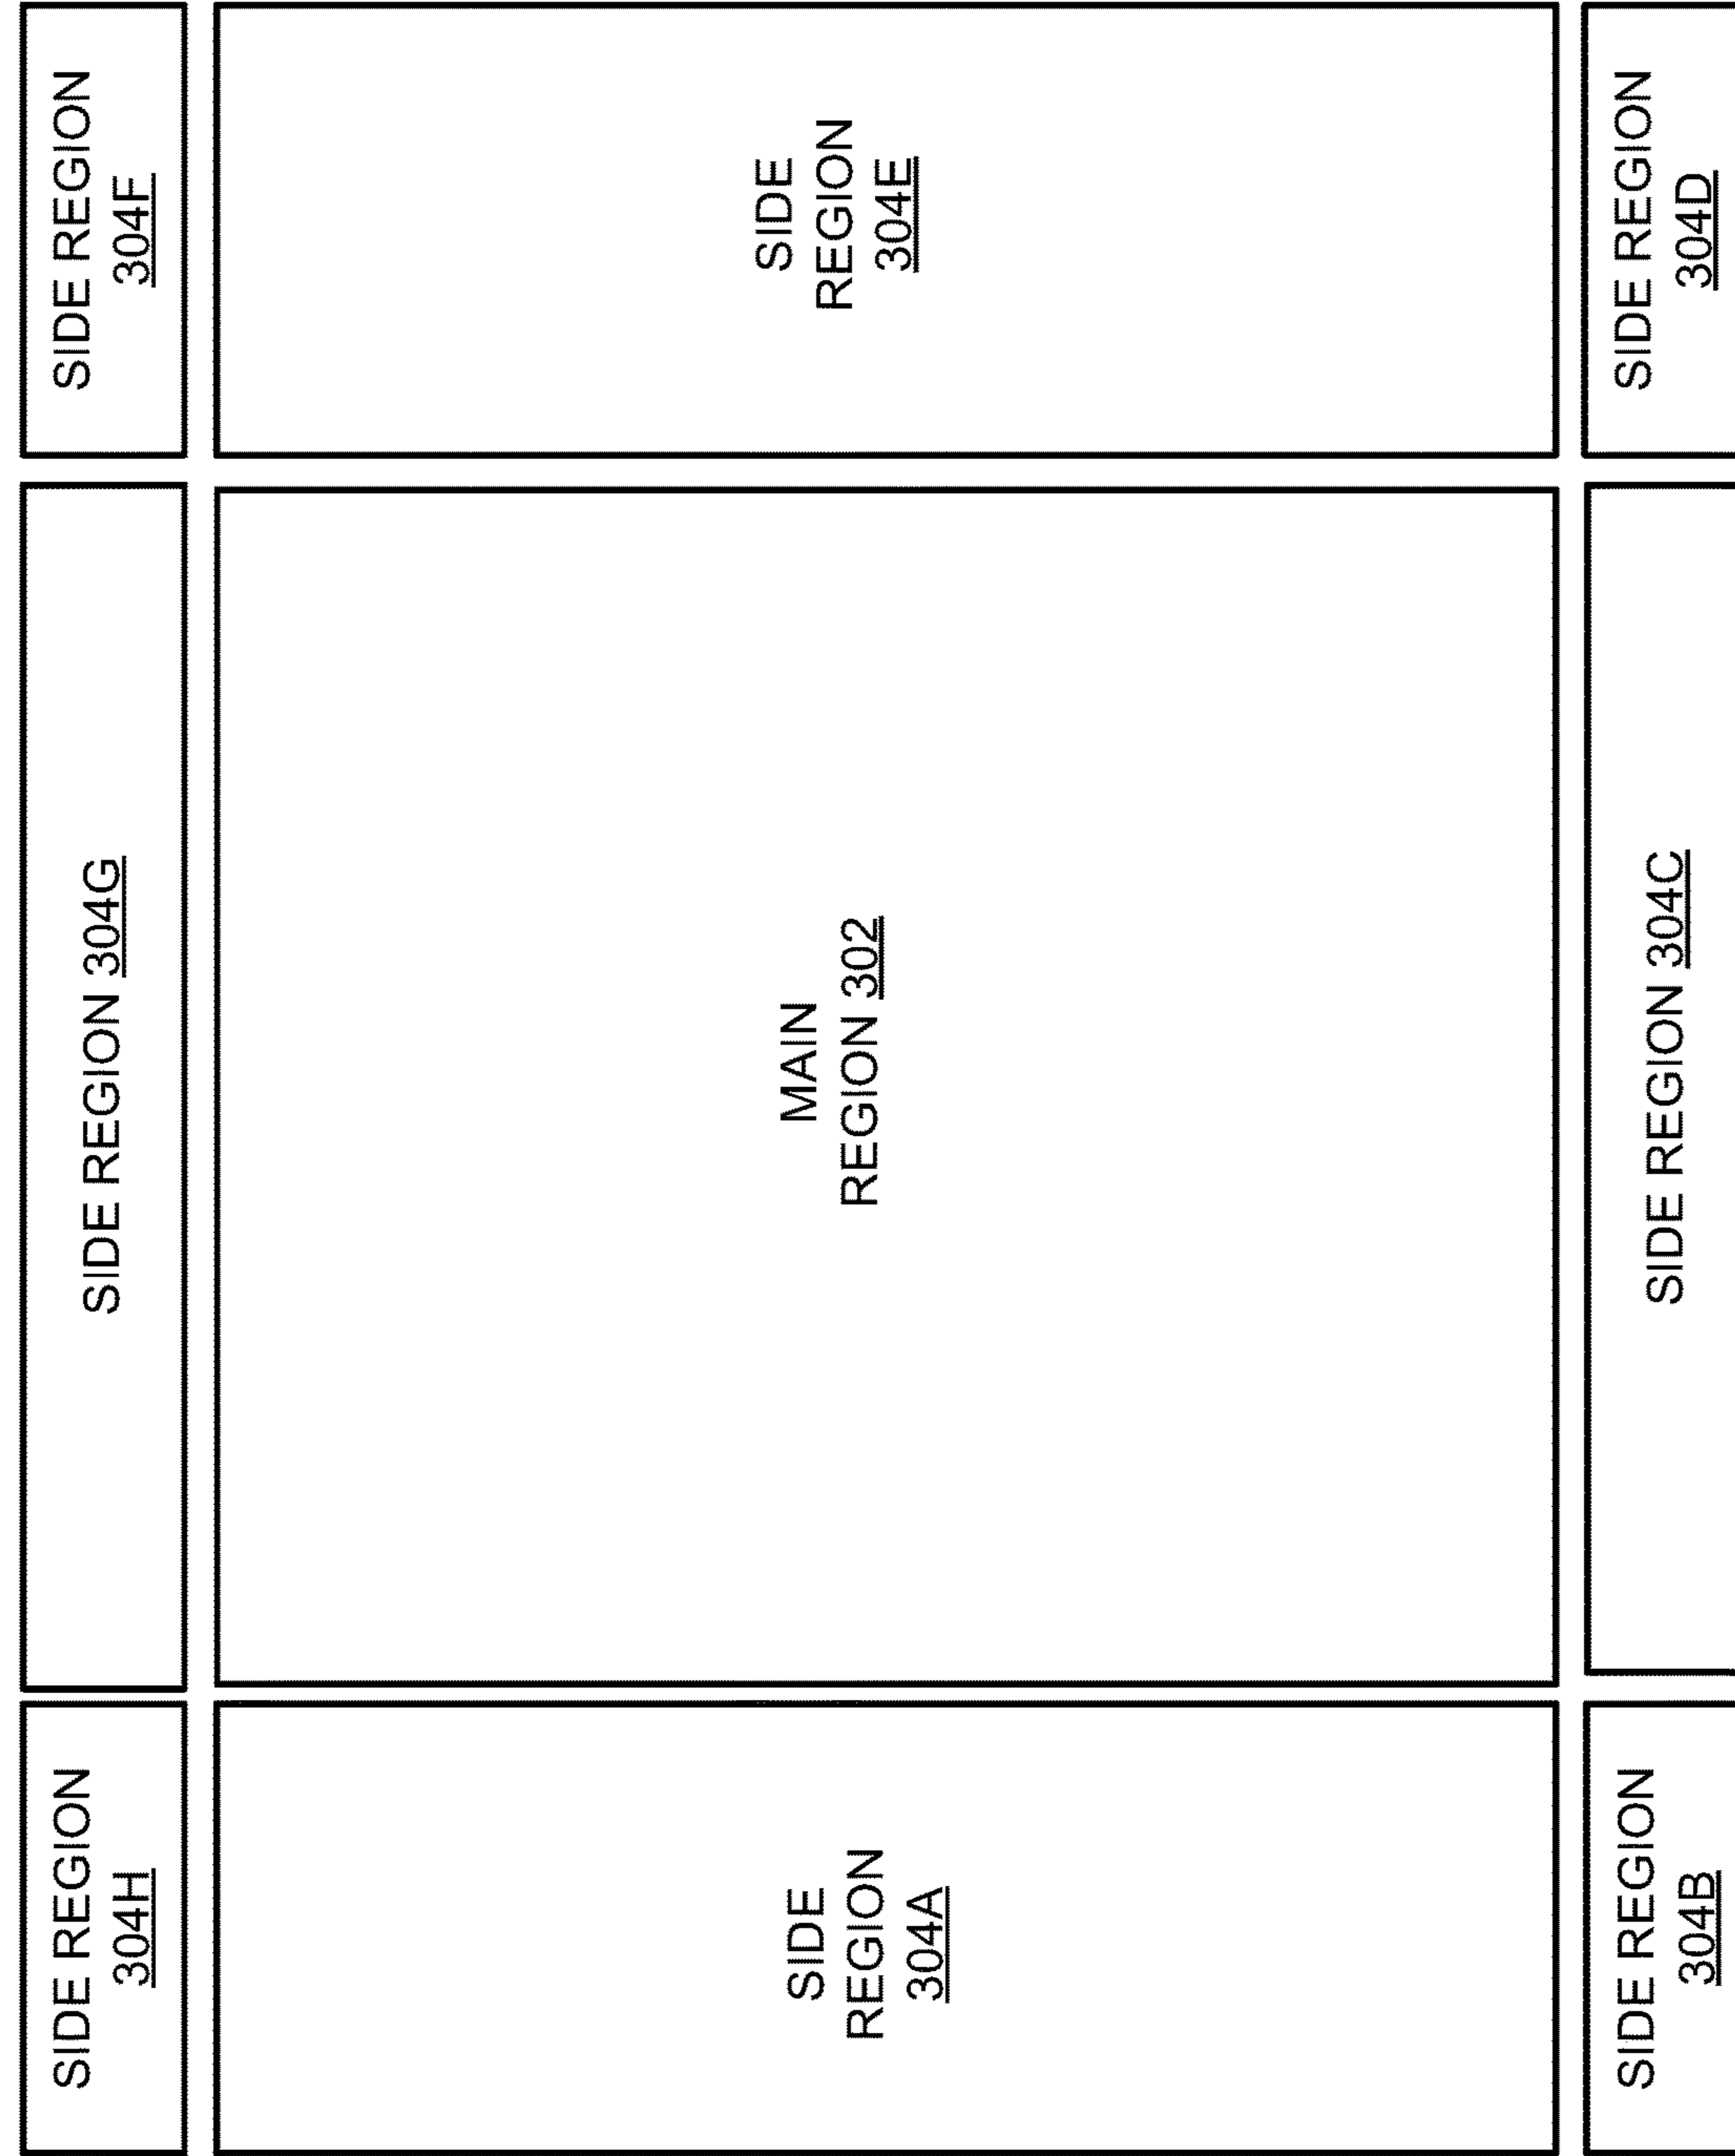 SIDE REGION
304H
SIDE REGION 304G
SIDE REGION
304F
SIDE
REGION
304A
MAIN
REGION 302
SIDE
REGION
304E
SIDE REGION
304B
SIDE REGION 304C
SIDE REGION
304D